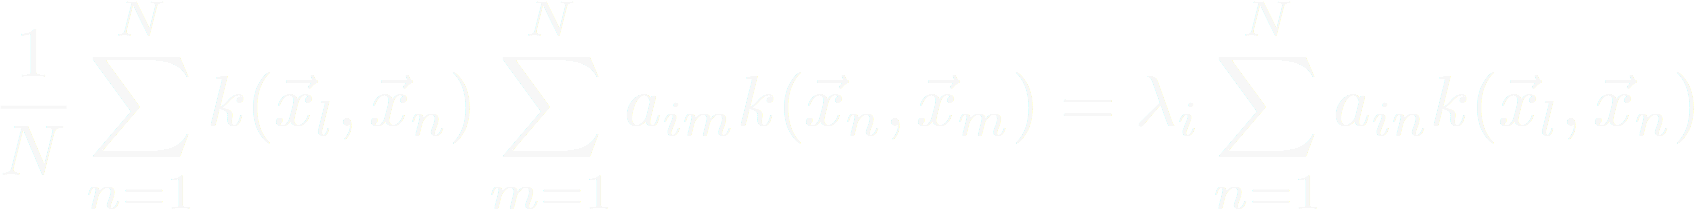 \frac{1}{N} \sum_{n=1}^{N} k(\vec{x}_l, \vec{x}_n) \sum_{m=1}^{N} a_{im} k(\vec{x}_n, \vec{x}_m) = \lambda_i \sum_{n=1}^{N} a_{in} k(\vec{x}_l, \vec{x}_n)